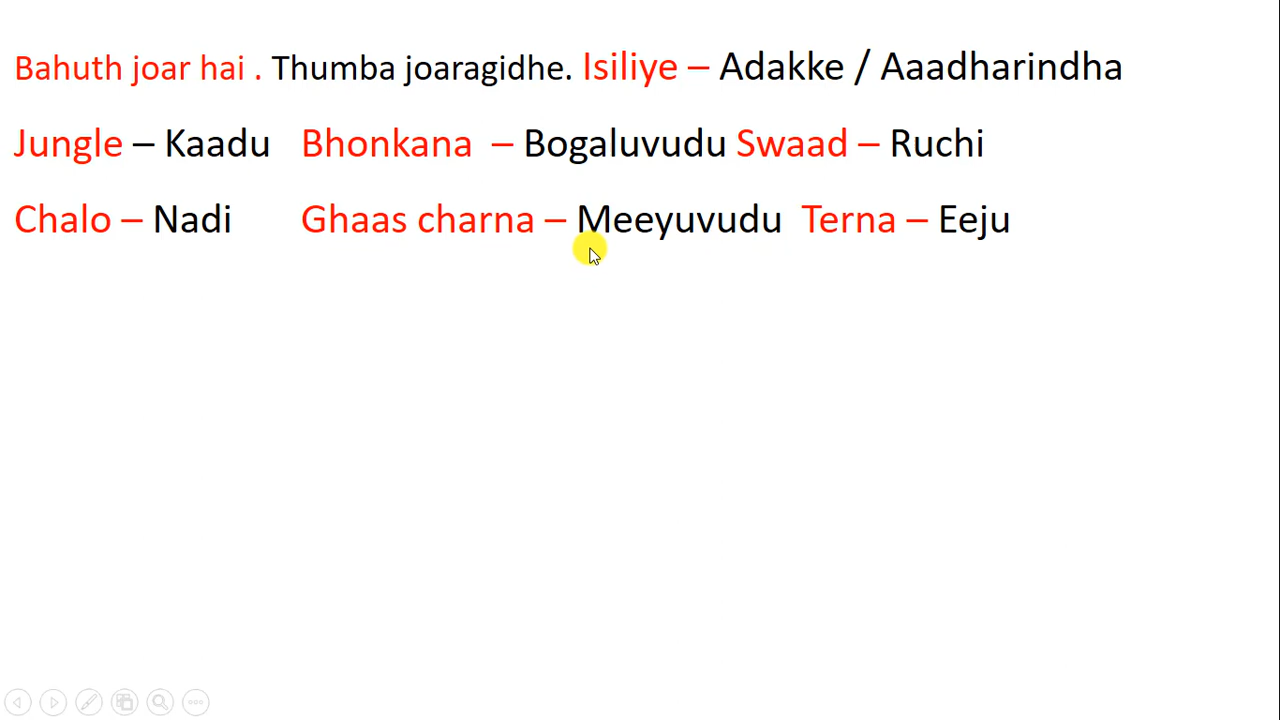 Bahuth joar hai . Thumba joaragidhe. Isiliye – Adakke / Aaadharindha
Jungle – Kaadu Bhonkana – Bogaluvudu Swaad – Ruchi
Chalo – Nadi Ghaas charna – Meeyuvudu Terna – Eeju